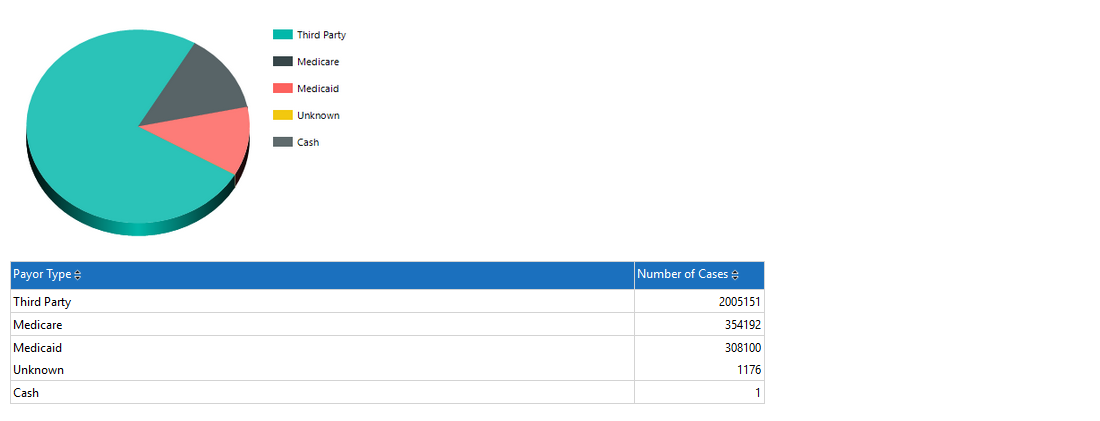 Third Party
Medicare
Medicaid
Unknown
Cash
Payor Type Number of Cases
Third Party 2005151
Medicare 354192
Medicaid 308100
Unknown 1176
Cash 1